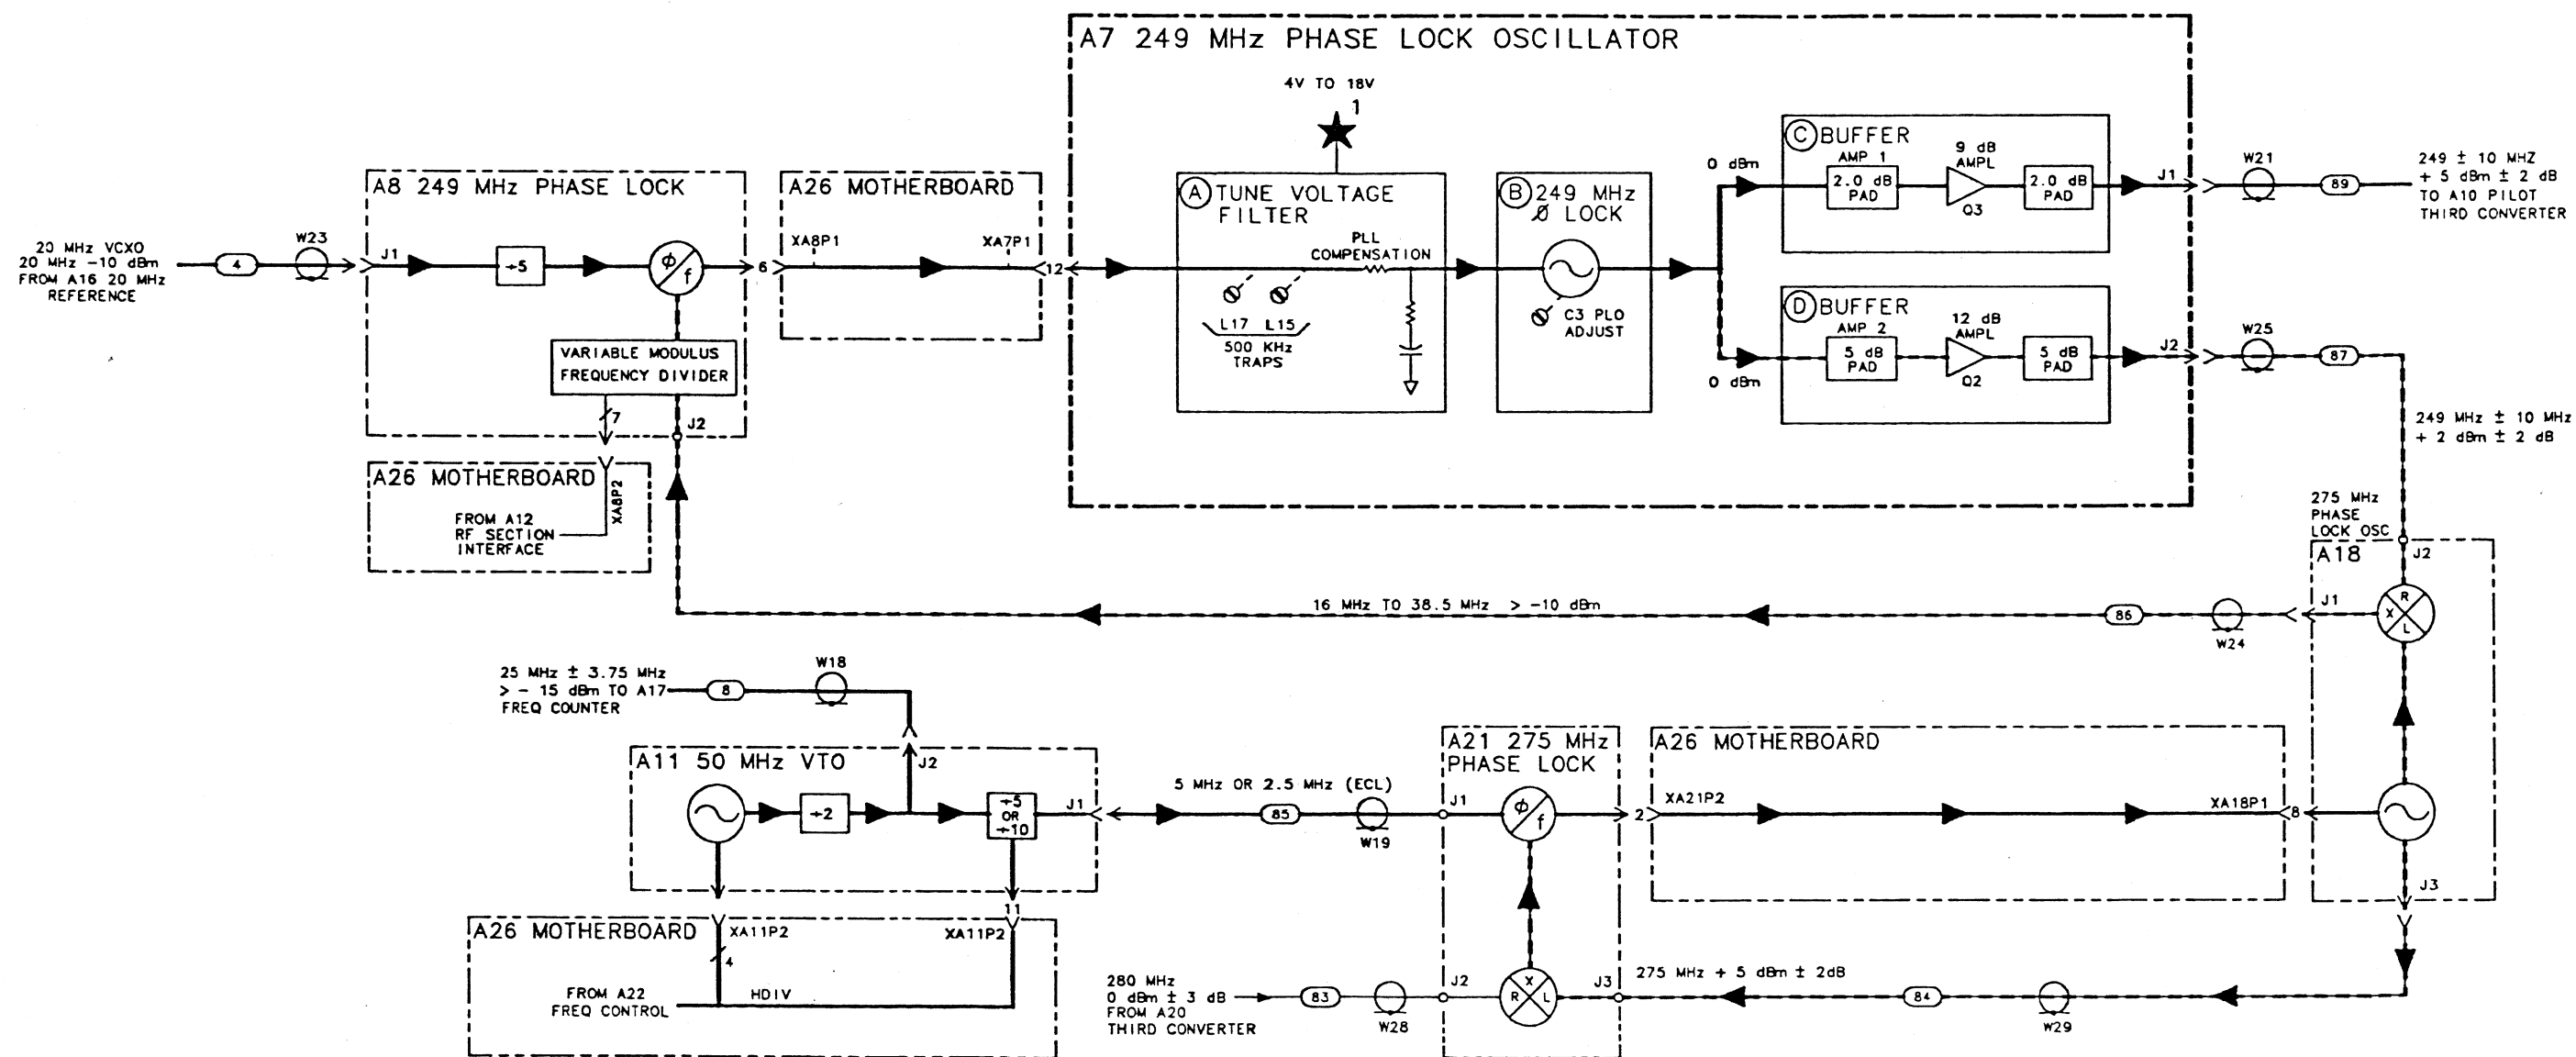 A7 249 MHz PHASE LOCK OSCILLATOR
4V TO 18V
1
A8 249 MHz PHASE LOCK
20 MHz VCXO
20 MHz -10 dBm
FROM A16 20 MHz
REFERENCE
4
W23
J1
÷5
φ/f
6
VARIABLE MODULUS
FREQUENCY DIVIDER
7
J2
A26 MOTHERBOARD
XA8P1
XA7P1
12
A26 MOTHERBOARD
XA8P2
FROM A12
RF SECTION
INTERFACE
A TUNE VOLTAGE
FILTER
PLL
COMPENSATION
L17 L15
500 KHz
TRAPS
B 249 MHz
Ø LOCK
C3 PLO
ADJUST
0 dBm
0 dBm
C BUFFER
AMP 1
2.0 dB
PAD
9 dB
AMPL
Q3
2.0 dB
PAD
J1
W21
89
249 ± 10 MHZ
+ 5 dBm ± 2 dB
TO A10 PILOT
THIRD CONVERTER
D BUFFER
AMP 2
5 dB
PAD
12 dB
AMPL
Q2
5 dB
PAD
J2
W25
87
249 MHz ± 10 MHz
+ 2 dBm ± 2 dB
275 MHz
PHASE
LOCK OSC
A18
J2
R
X
L
J1
W24
86
16 MHz TO 38.5 MHz > -10 dBm
25 MHz ± 3.75 MHz
> - 15 dBm TO A17
FREQ COUNTER
8
W18
A11 50 MHz VTO
J2
÷2
÷5
OR
÷10
J1
5 MHz OR 2.5 MHz (ECL)
85
W19
A21 275 MHz
PHASE LOCK
J1
φ/f
2
A26 MOTHERBOARD
XA21P2
XA18P1
8
J3
11
A26 MOTHERBOARD
XA11P2
XA11P2
4
FROM A22
FREQ CONTROL
HDIV
280 MHz
0 dBm ± 3 dB
FROM A20
THIRD CONVERTER
83
W28
J2
X
R
L
J3
275 MHz + 5 dBm ± 2dB
84
W29